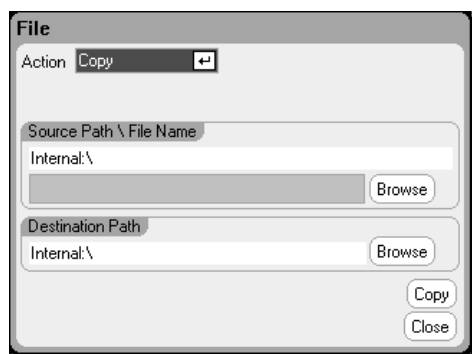 File
Action Copy
Source Path \ File Name
Internal:\
Browse
Destination Path
Internal:\ Browse
Copy
Close